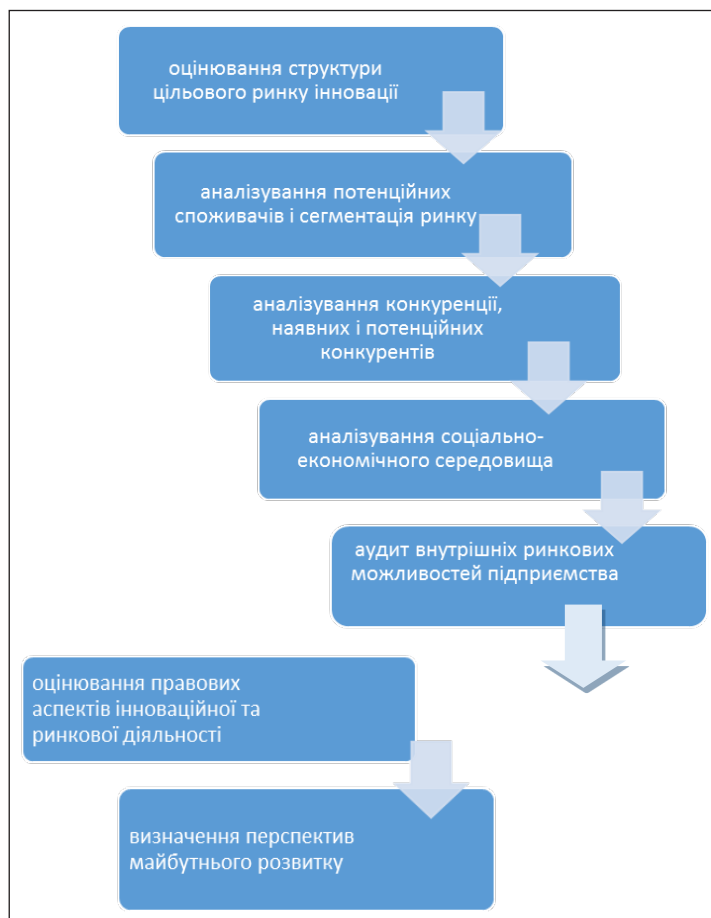 оцінювання структури
цільового ринку інновації
аналізування потенційних
споживачів і сегментація ринку
аналізування конкуренції,
наявних і потенційних
конкурентів
аналізування соціально-
економічного середовища
аудит внутрішніх ринкових
можливостей підприємства
оцінювання правових
аспектів інноваційної та
ринкової діяльності
визначення перспектив
майбутнього розвитку